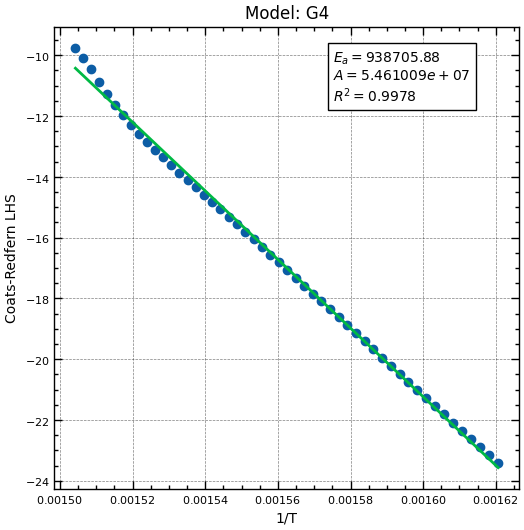 Model: G4
E_a = 938705.88
A = 5.461009e + 07
R² = 0.9978
−10
−12
−14
−16
−18
−20
−22
−24
Coats-Redfern LHS
0.00150 0.00152 0.00154 0.00156 0.00158 0.00160 0.00162
1/T